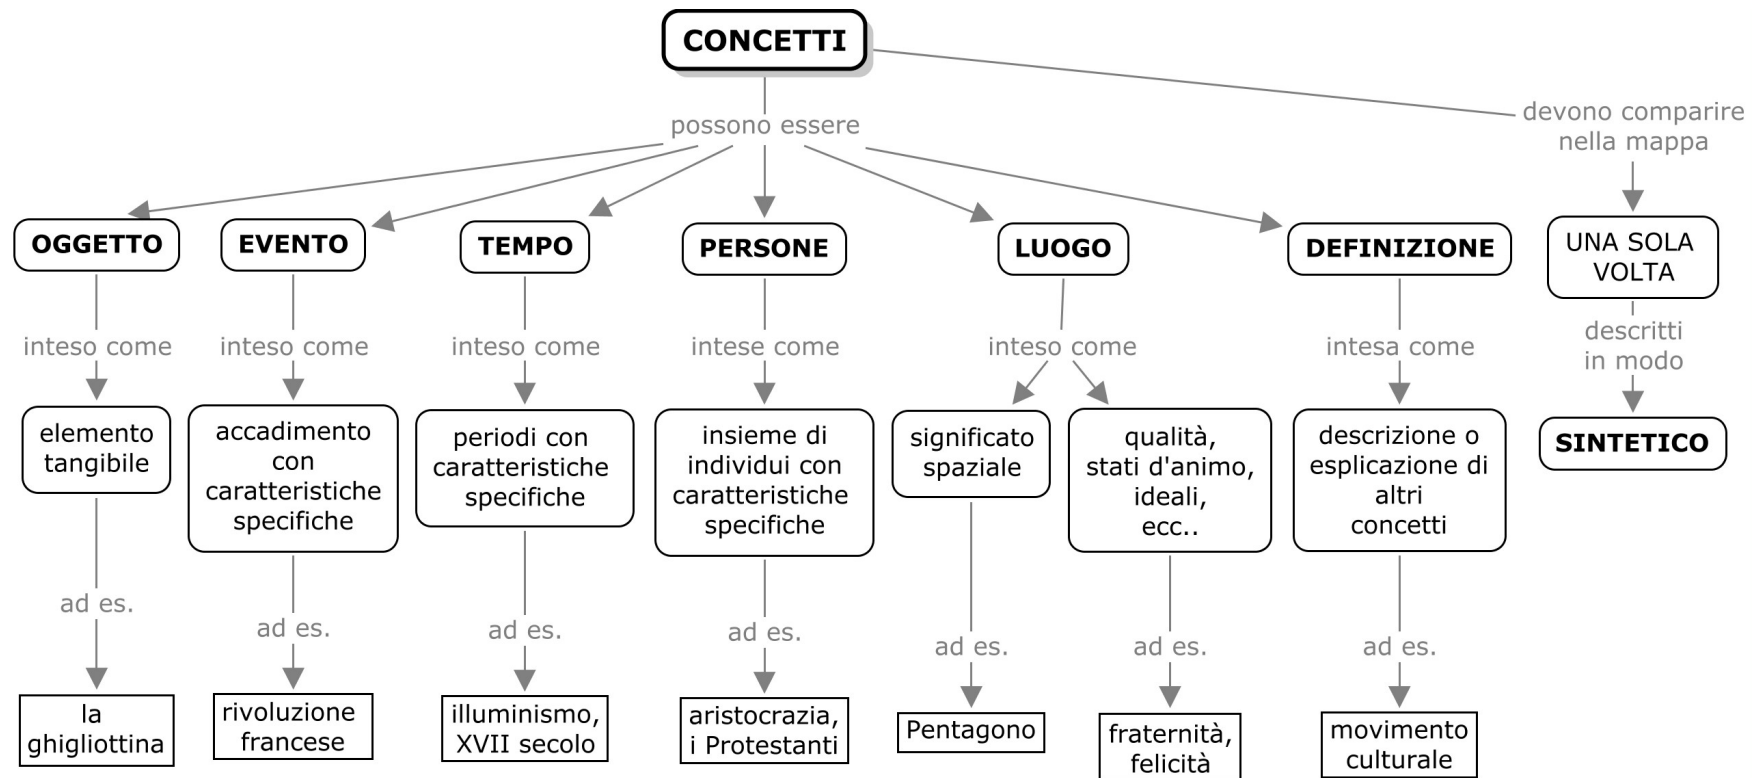 CONCETTI
possono essere
devono comparire
nella mappa
OGGETTO
EVENTO
TEMPO
PERSONE
LUOGO
DEFINIZIONE
UNA SOLA
VOLTA
inteso come
inteso come
inteso come
intese come
inteso come
intesa come
descritti
in modo
elemento
tangibile
accadimento
con
caratteristiche
specifiche
periodi con
caratteristiche
specifiche
insieme di
individui con
caratteristiche
specifiche
significato
spaziale
qualità,
stati d'animo,
ideali,
ecc..
descrizione o
esplicazione di
altri
concetti
SINTETICO
ad es.
ad es.
ad es.
ad es.
ad es.
ad es.
ad es.
la
ghigliottina
rivoluzione
francese
illuminismo,
XVII secolo
aristocrazia,
i Protestanti
Pentagono
fraternità,
felicità
movimento
culturale